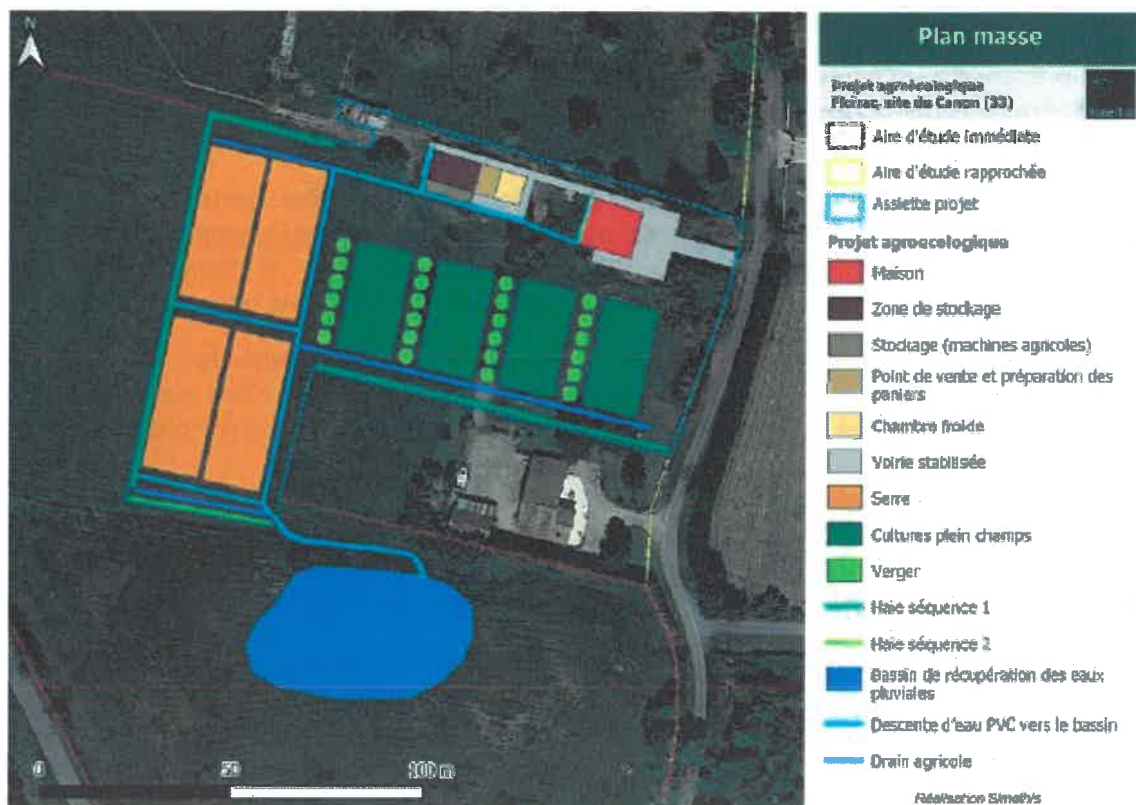 N
Plan masse
Projet agroécologique
Floirac, site du Canon (33)
Aire d'étude immédiate
Aire d'étude rapprochée
Assiette projet
Projet agroecologique
Maison
Zone de stockage
Stockage (machines agricoles)
Point de vente et préparation des
paniers
Chambre froide
Voirie stabilisée
Serre
Cultures plein champs
Verger
Haie séquence 1
Haie séquence 2
Bassin de récupération des eaux
pluviales
Descente d'eau PVC vers le bassin
Drain agricole
0 50 100 m
Réalisation Simethis